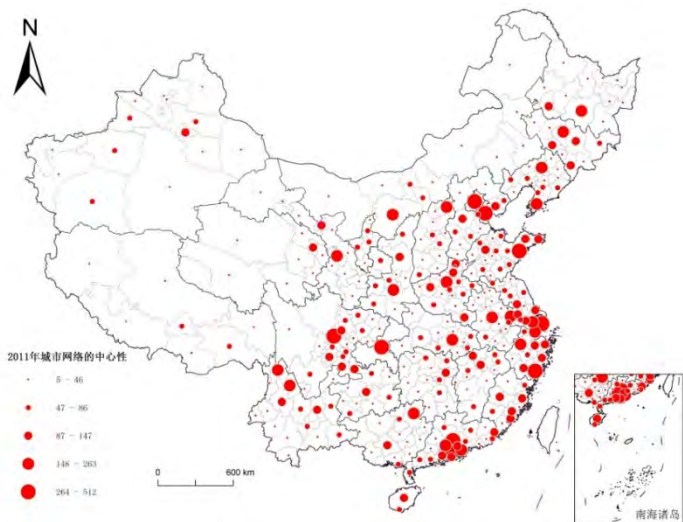 N
2011年城市网络的中心性
5 - 46
47 - 86
87 - 147
148 - 263
264 - 512
0 600 km
南海诸岛